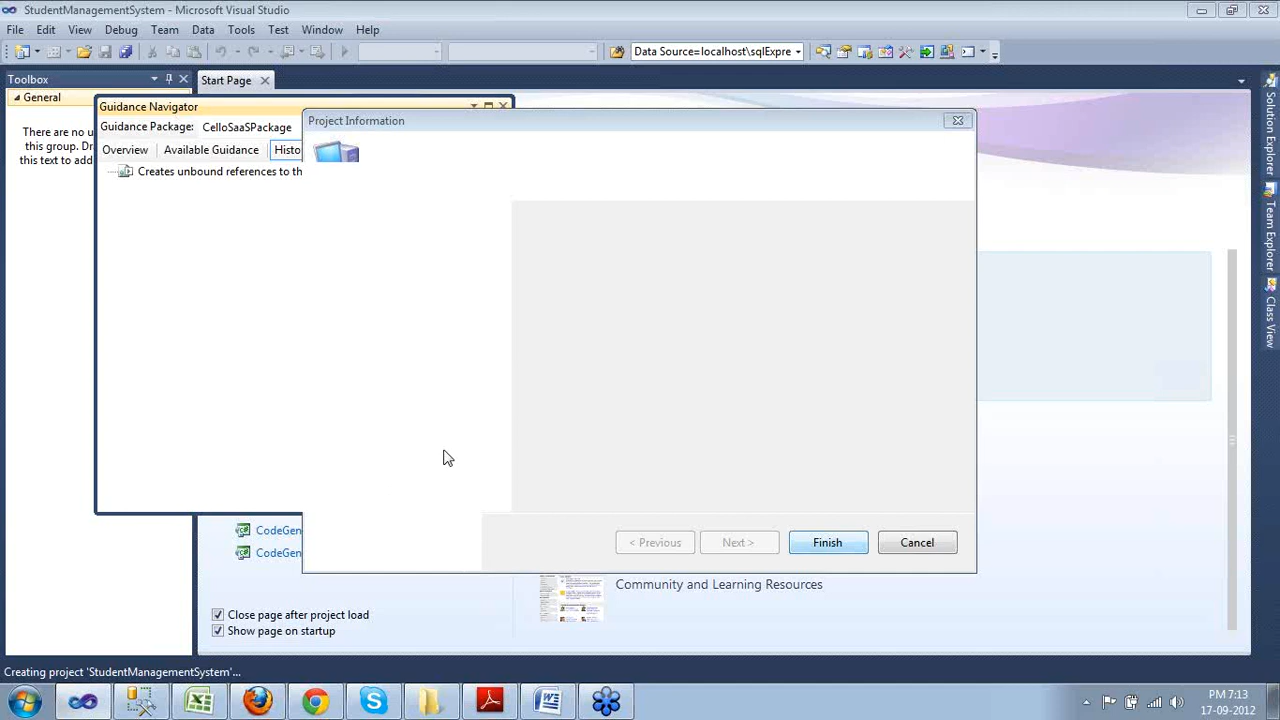 StudentManagementSystem - Microsoft Visual Studio
File Edit View Debug Team Data Tools Test Window Help
Data Source=localhost\sqlExpre
Toolbox
Start Page
General
There are no u
this group. Dra
this text to add
Guidance Navigator
Guidance Package: CelloSaaSPackage
Overview Available Guidance Histo
Creates unbound references to th
Project Information
< Previous Next > Finish Cancel
CodeGen
CodeGen
Community and Learning Resources
Close page after project load
Show page on startup
Solution Explorer
Team Explorer
Class View
Creating project 'StudentManagementSystem'...
PM 7:13
17-09-2012